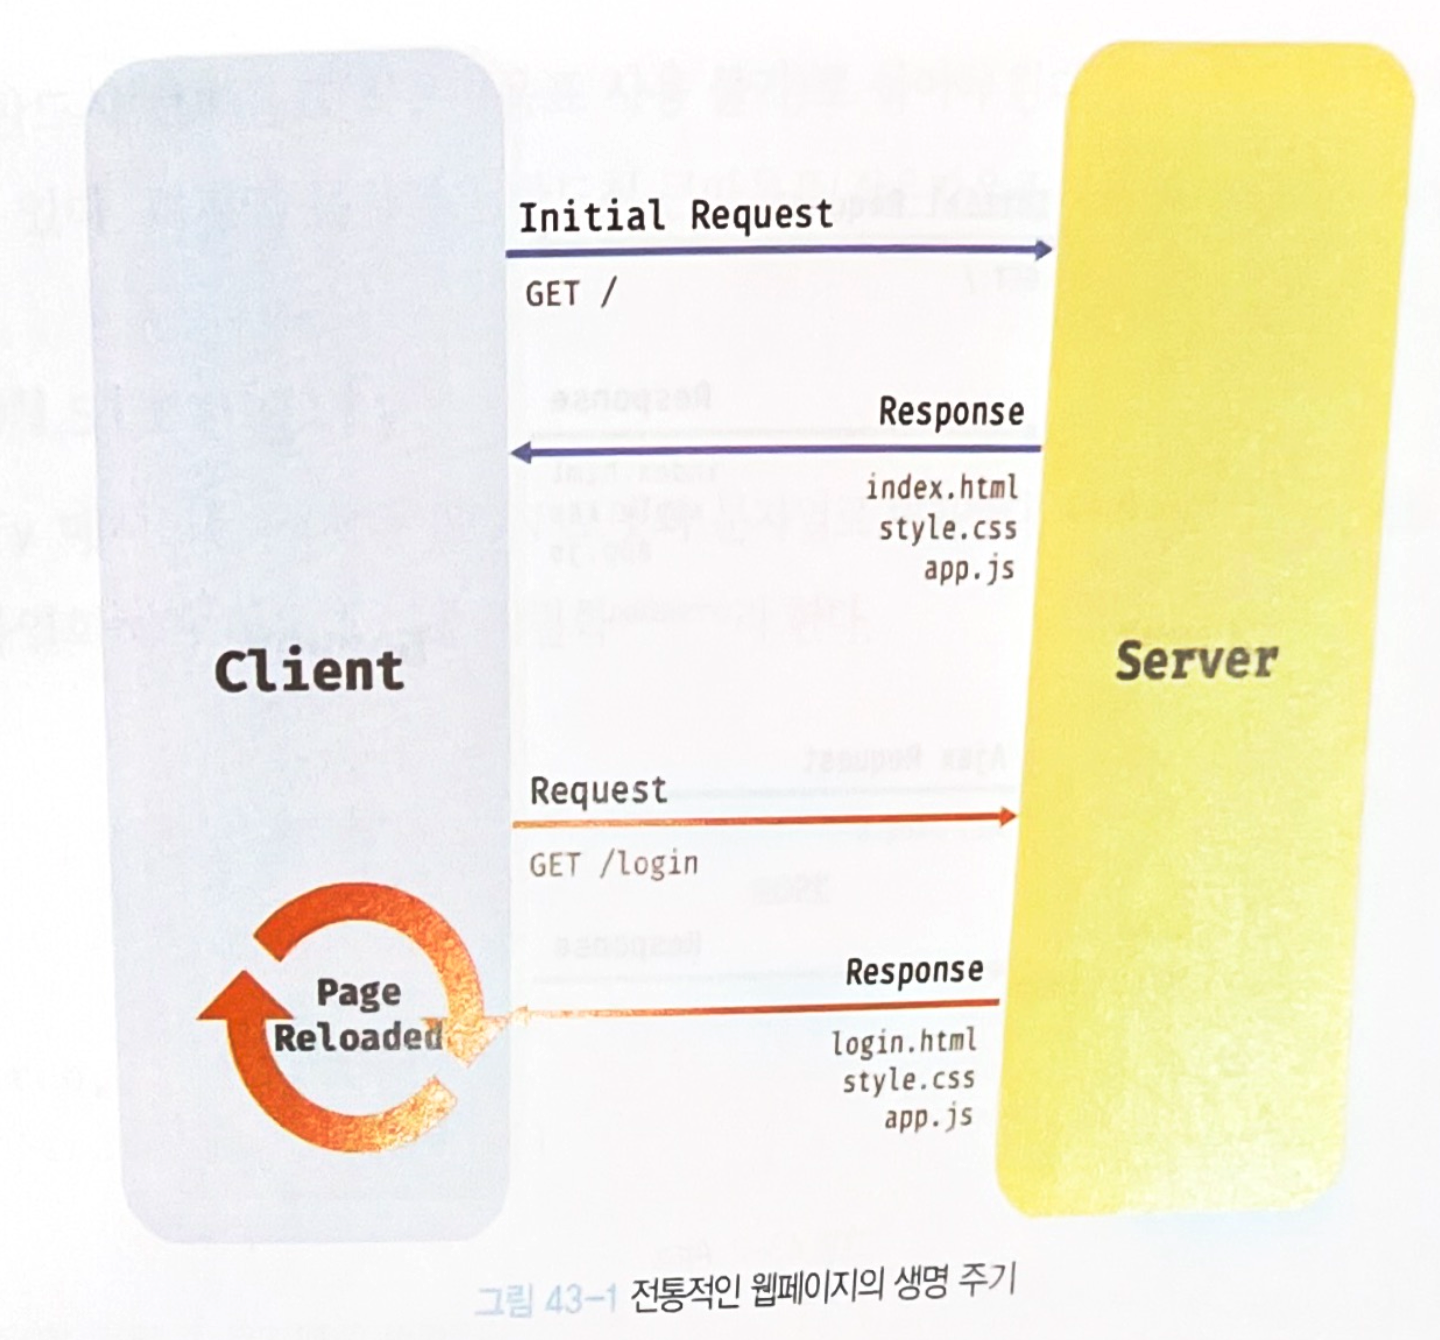 Initial Request
GET /
Response
index.html
style.css
app.js
Client
Server
Request
GET /login
Page
Reloaded
Response
login.html
style.css
app.js
그림 43-1 전통적인 웹페이지의 생명 주기